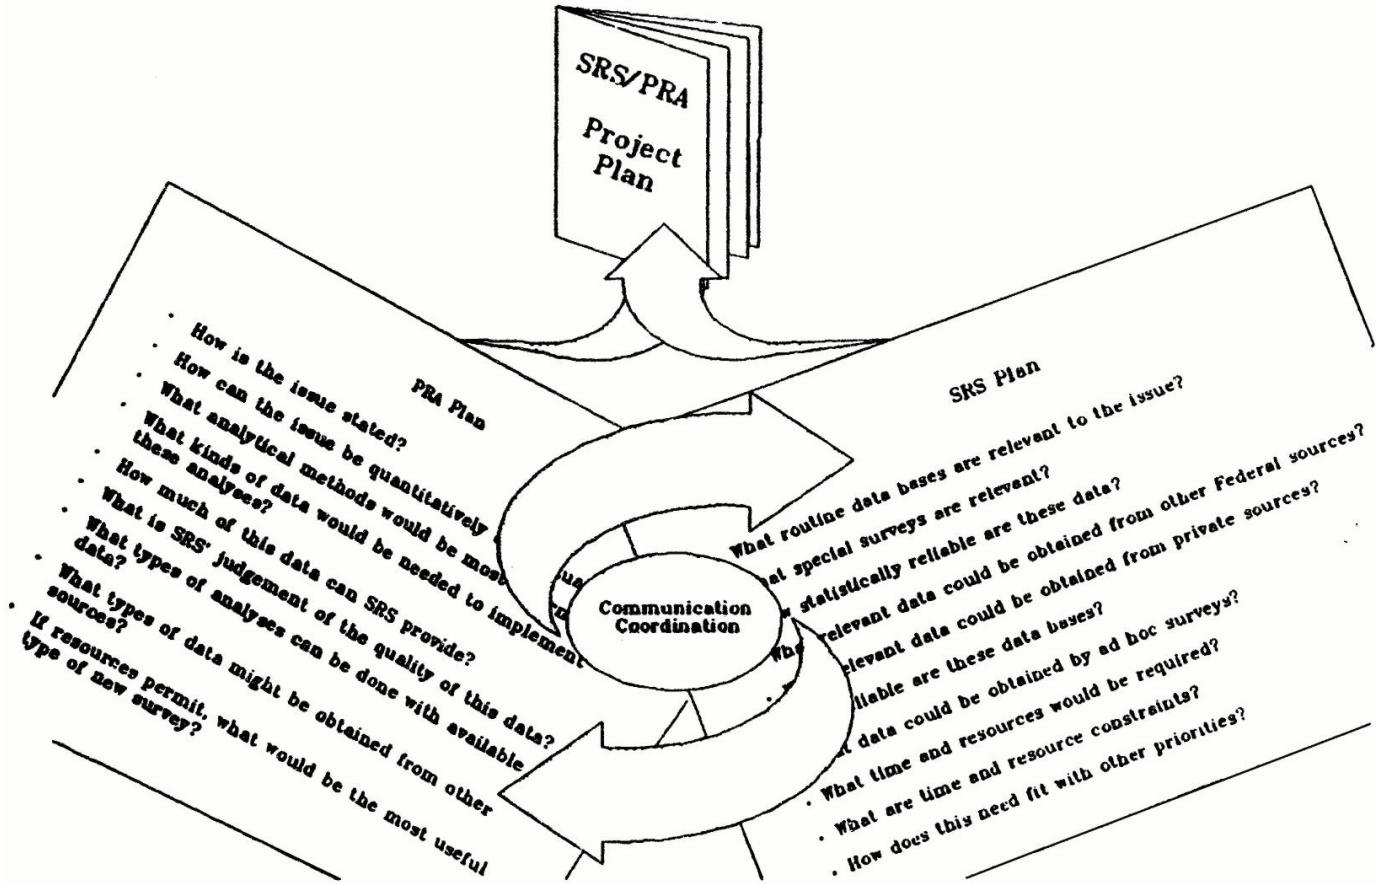 SRS/PRA
Project
Plan
PRA Plan
· How is the issue stated?
· How can the issue be quantitatively
· What analytical methods would be most
· What kinds of data would be needed to implement
these analyses?
· How much of this data can SRS provide?
· What is SRS' judgement of the quality of this data?
· What types of analyses can be done with available
data?
· What types of data might be obtained from other
sources?
· If resources permit, what would be the most useful
type of new survey?
Communication
Coordination
SRS Plan
What routine data bases are relevant to the issue?
special surveys are relevant?
statistically reliable are these data?
relevant data could be obtained from other Federal sources?
data could be obtained from private sources?
are these data bases?
data could be obtained by ad hoc surveys?
· What time and resources would be required?
· What are time and resource constraints?
· How does this need fit with other priorities?